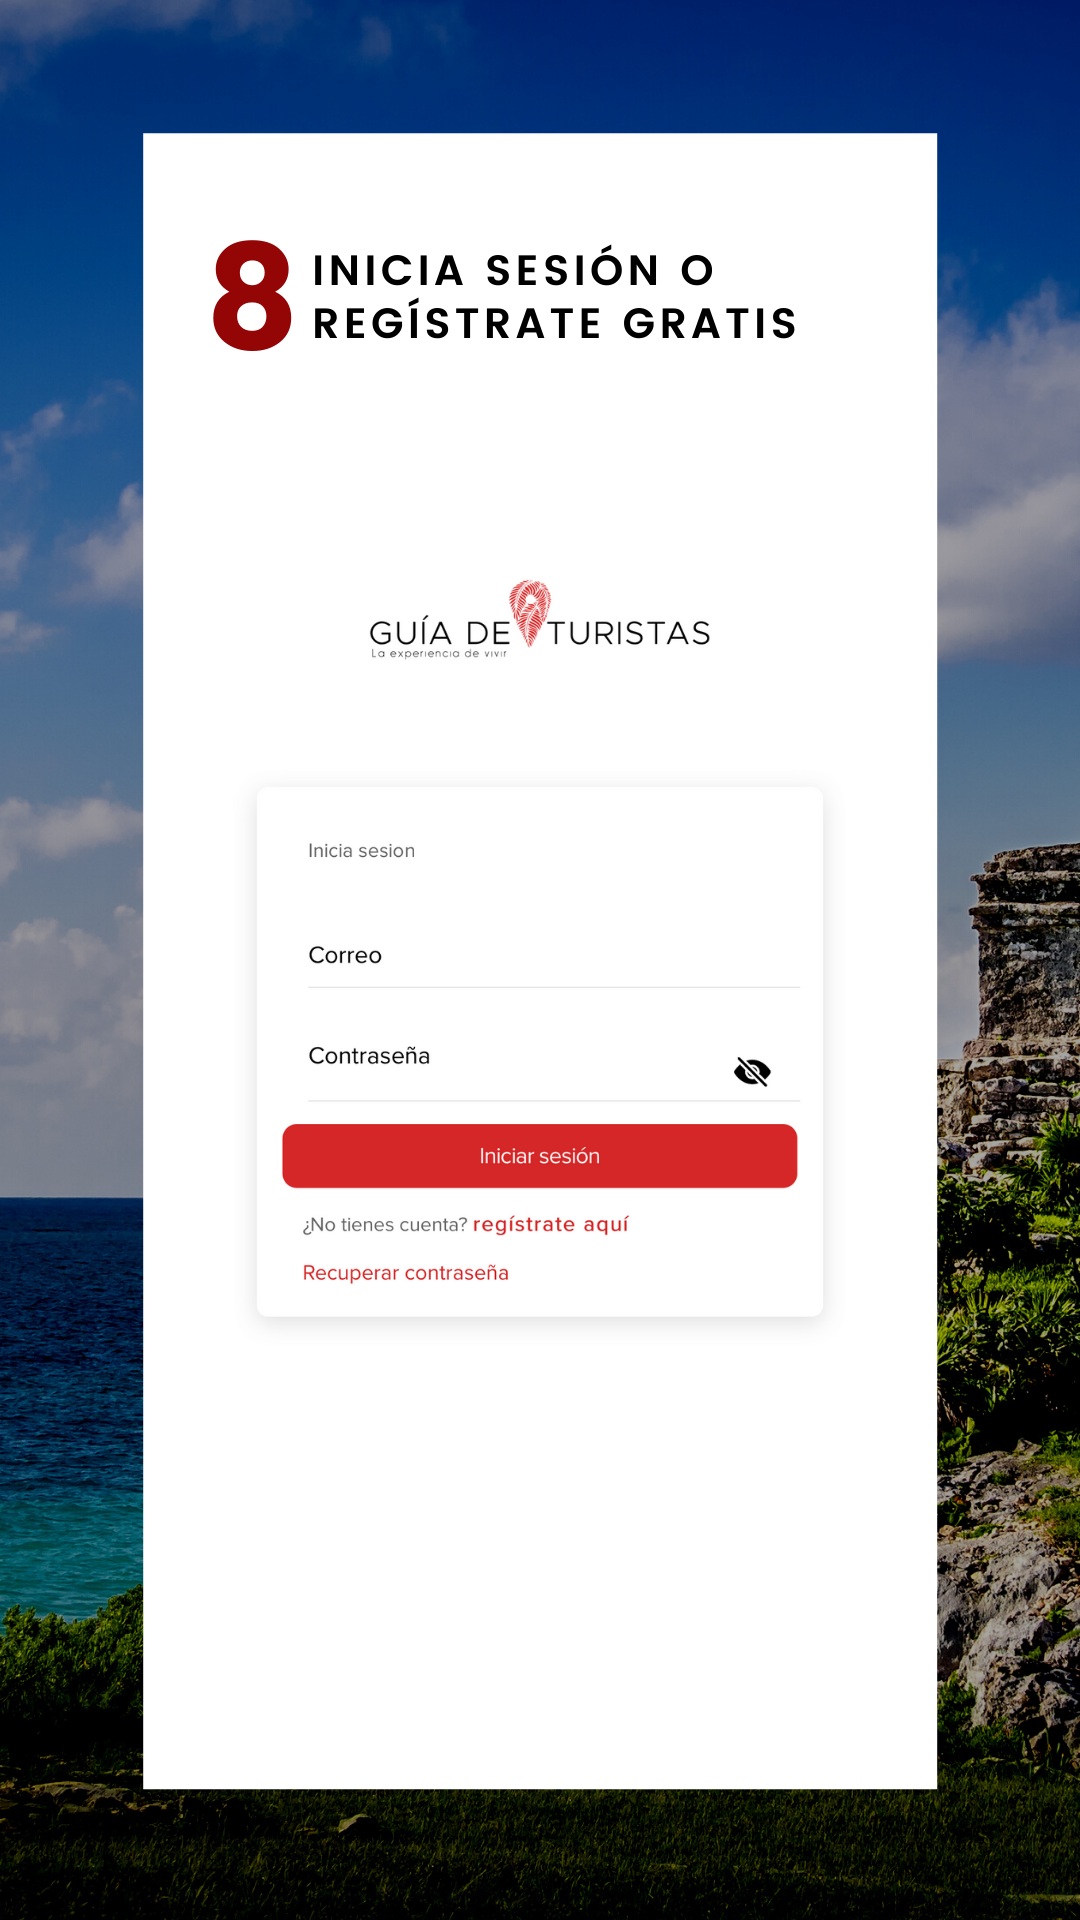 8
INICIA SESIÓN O
REGÍSTRATE GRATIS
GUÍA DE TURISTAS
La experiencia de vivir
Inicia sesion
Correo
Contraseña
Iniciar sesión
¿No tienes cuenta? regístrate aquí
Recuperar contraseña